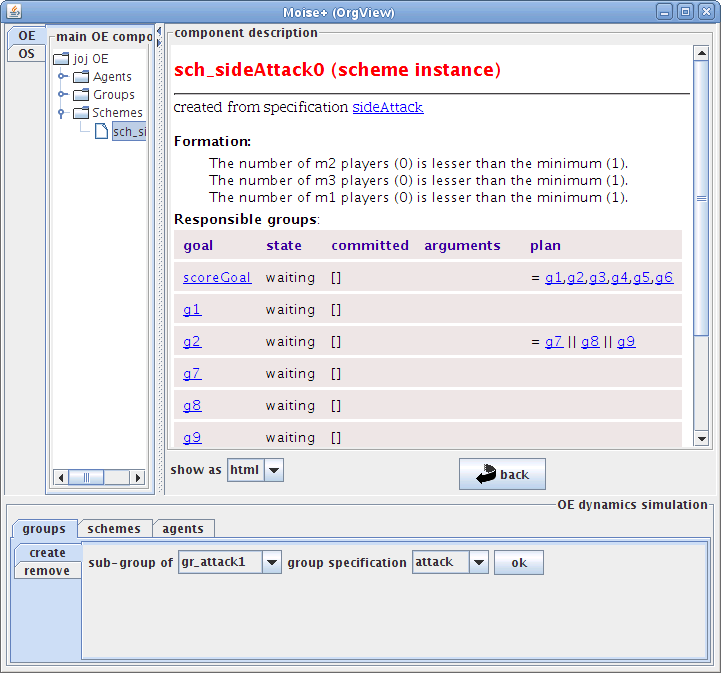 Moise+ (OrgView)
OE
OS
main OE compo
joj OE
Agents
Groups
Schemes
sch_si
component description
sch_sideAttack0 (scheme instance)
created from specification sideAttack
Formation:
The number of m2 players (0) is lesser than the minimum (1).
The number of m3 players (0) is lesser than the minimum (1).
The number of m1 players (0) is lesser than the minimum (1).
Responsible groups:
goal state committed arguments plan
scoreGoal waiting [] = g1,g2,g3,g4,g5,g6
g1 waiting []
g2 waiting [] = g7 || g8 || g9
g7 waiting []
g8 waiting []
g9 waiting []
show as html back
OE dynamics simulation
groups schemes agents
create
remove
sub-group of gr_attack1 group specification attack ok